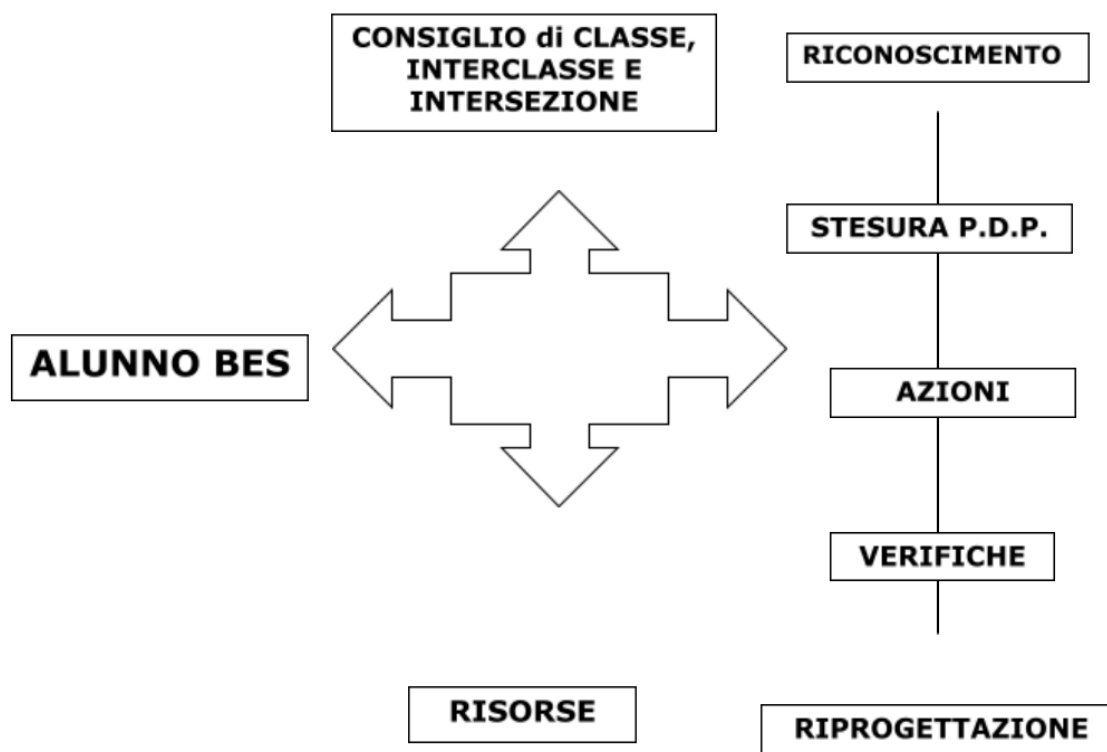 CONSIGLIO di CLASSE,
INTERCLASSE E
INTERSEZIONE
RICONOSCIMENTO
STESURA P.D.P.
ALUNNO BES
AZIONI
VERIFICHE
RISORSE
RIPROGETTAZIONE